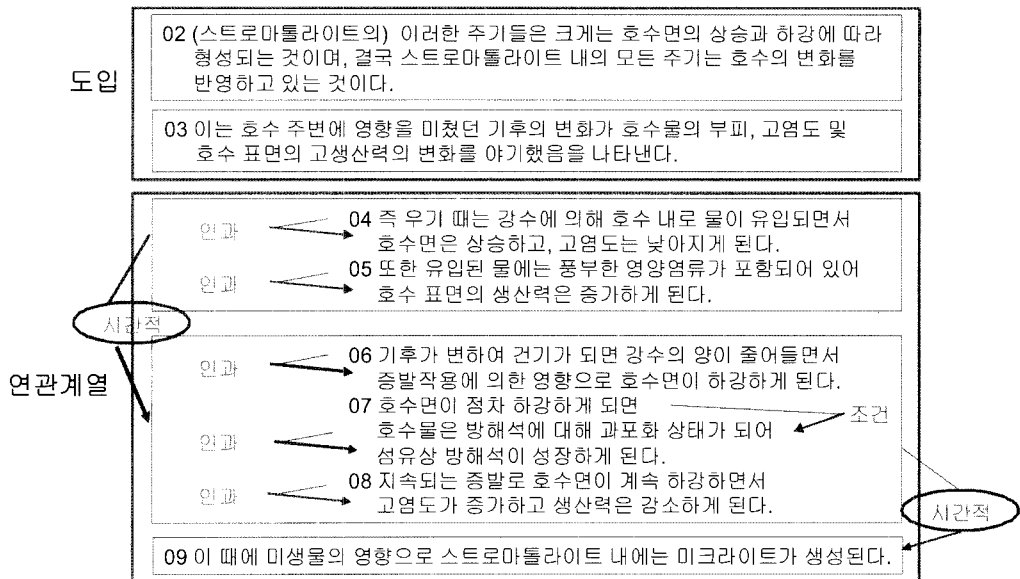 02 (스트로마톨라이트의) 이러한 주기들은 크게는 호수면의 상승과 하강에 따라
형성되는 것이며, 결국 스트로마톨라이트 내의 모든 주기는 호수의 변화를
반영하고 있는 것이다.
도입
03 이는 호수 주변에 영향을 미쳤던 기후의 변화가 호수물의 부피, 고염도 및
호수 표면의 고생산력의 변화를 야기했음을 나타낸다.
인과
04 즉 우기 때는 강수에 의해 호수 내로 물이 유입되면서
호수면은 상승하고, 고염도는 낮아지게 된다.
인과
05 또한 유입된 물에는 풍부한 영양염류가 포함되어 있어
호수 표면의 생산력은 증가하게 된다.
시간적
연관계열
인과
06 기후가 변하여 건기가 되면 강수의 양이 줄어들면서
증발작용에 의한 영향으로 호수면이 하강하게 된다.
07 호수면이 점차 하강하게 되면
조건
인과
호수물은 방해석에 대해 과포화 상태가 되어
섬유상 방해석이 성장하게 된다.
인과
08 지속되는 증발로 호수면이 계속 하강하면서
고염도가 증가하고 생산력은 감소하게 된다.
시간적
09 이 때에 미생물의 영향으로 스트로마톨라이트 내에는 미크라이트가 생성된다.